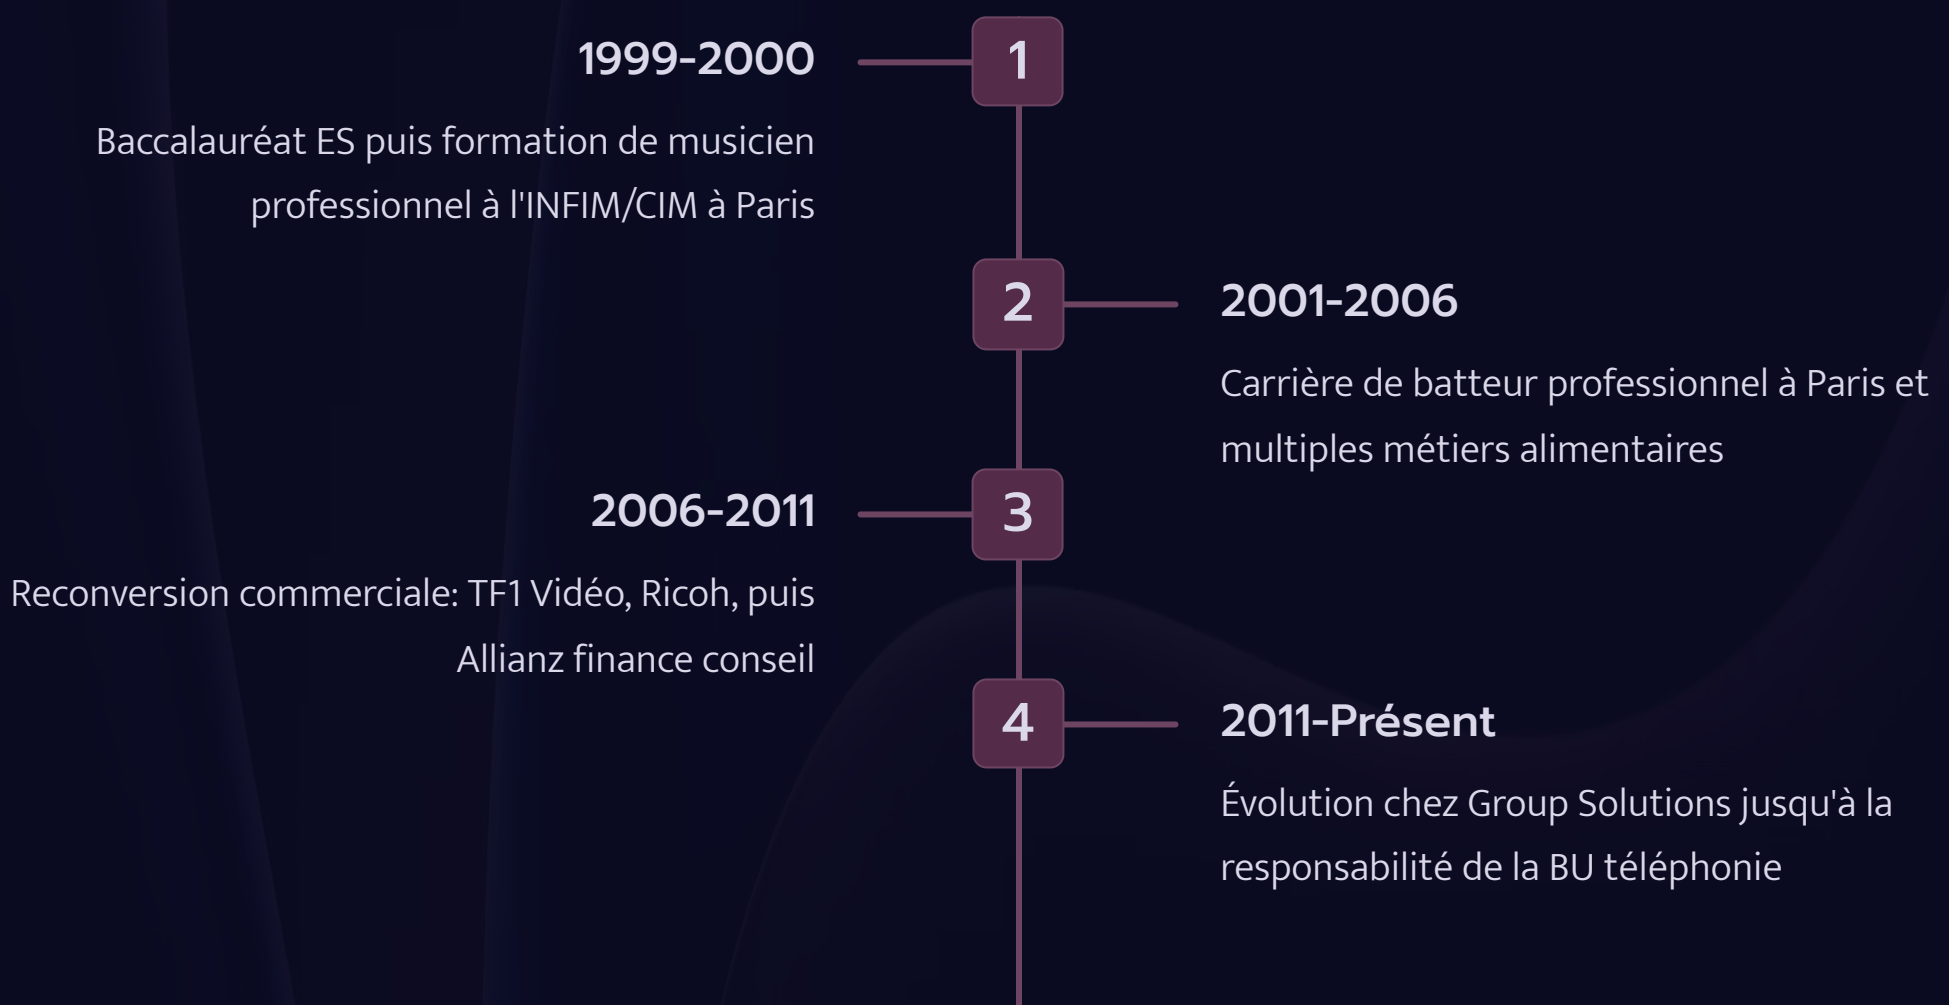 1
1999-2000
Baccalauréat ES puis formation de musicien
professionnel à l'INFIM/CIM à Paris
2
2001-2006
Carrière de batteur professionnel à Paris et
multiples métiers alimentaires
3
2006-2011
Reconversion commerciale: TF1 Vidéo, Ricoh, puis
Allianz finance conseil
4
2011-Présent
Évolution chez Group Solutions jusqu'à la
responsabilité de la BU téléphonie